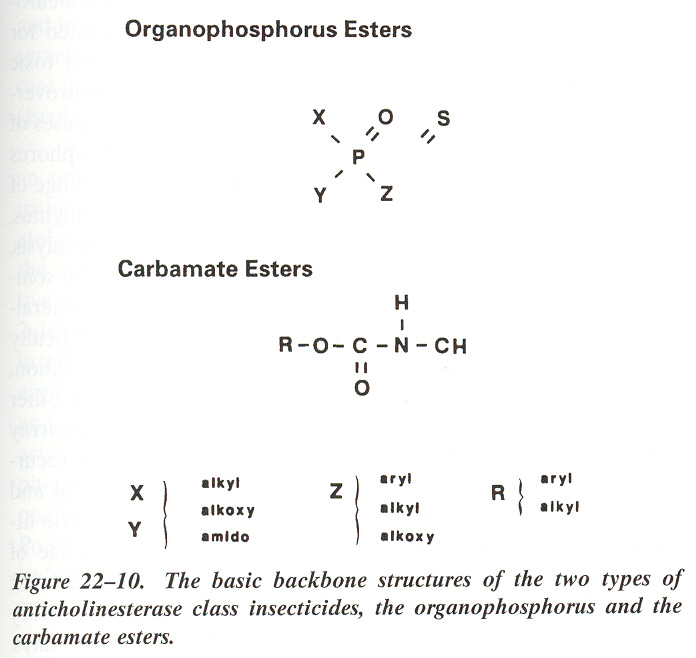 Organophosphorus Esters
X O S
P
Y Z
Carbamate Esters
H
R-O-C-N-CH
O
X alkyl Z aryl R aryl
alkoxy alkyl alkyl
Y amido alkoxy
Figure 22–10. The basic backbone structures of the two types of
anticholinesterase class insecticides, the organophosphorus and the
carbamate esters.